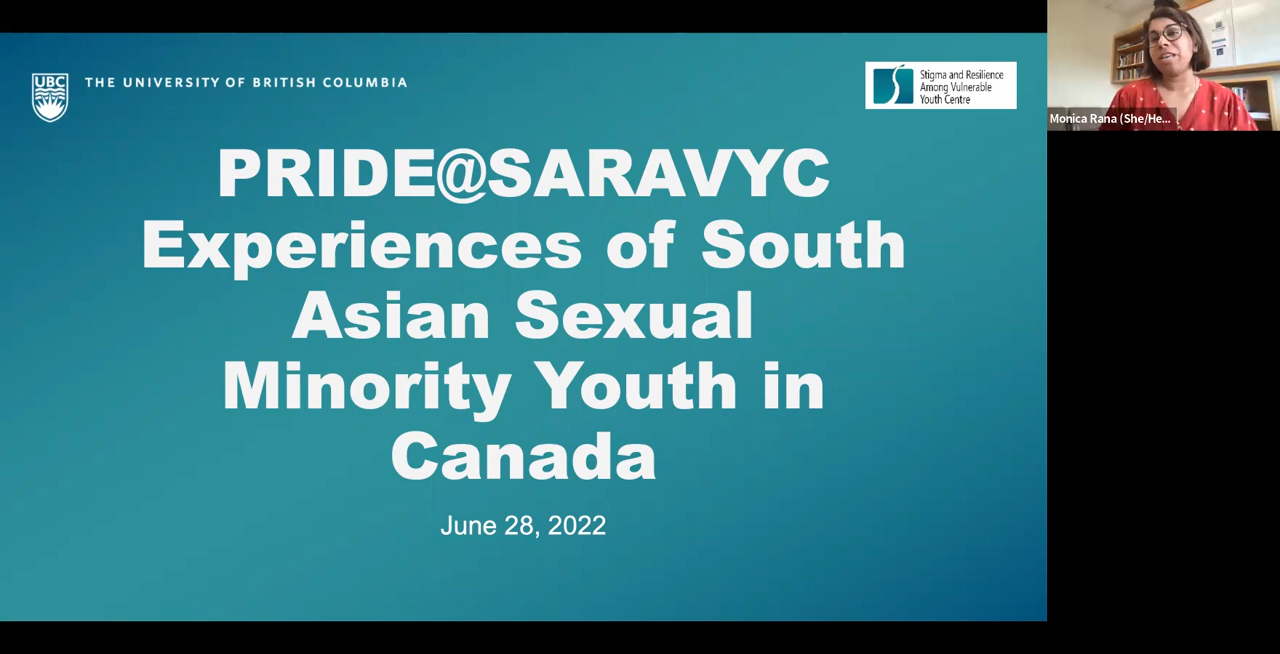 UBC
THE UNIVERSITY OF BRITISH COLUMBIA
Stigma and Resilience
Among Vulnerable
Youth Centre
PRIDE@SARAVYC
Experiences of South
Asian Sexual
Minority Youth in
Canada
June 28, 2022
Monica Rana (She/He...